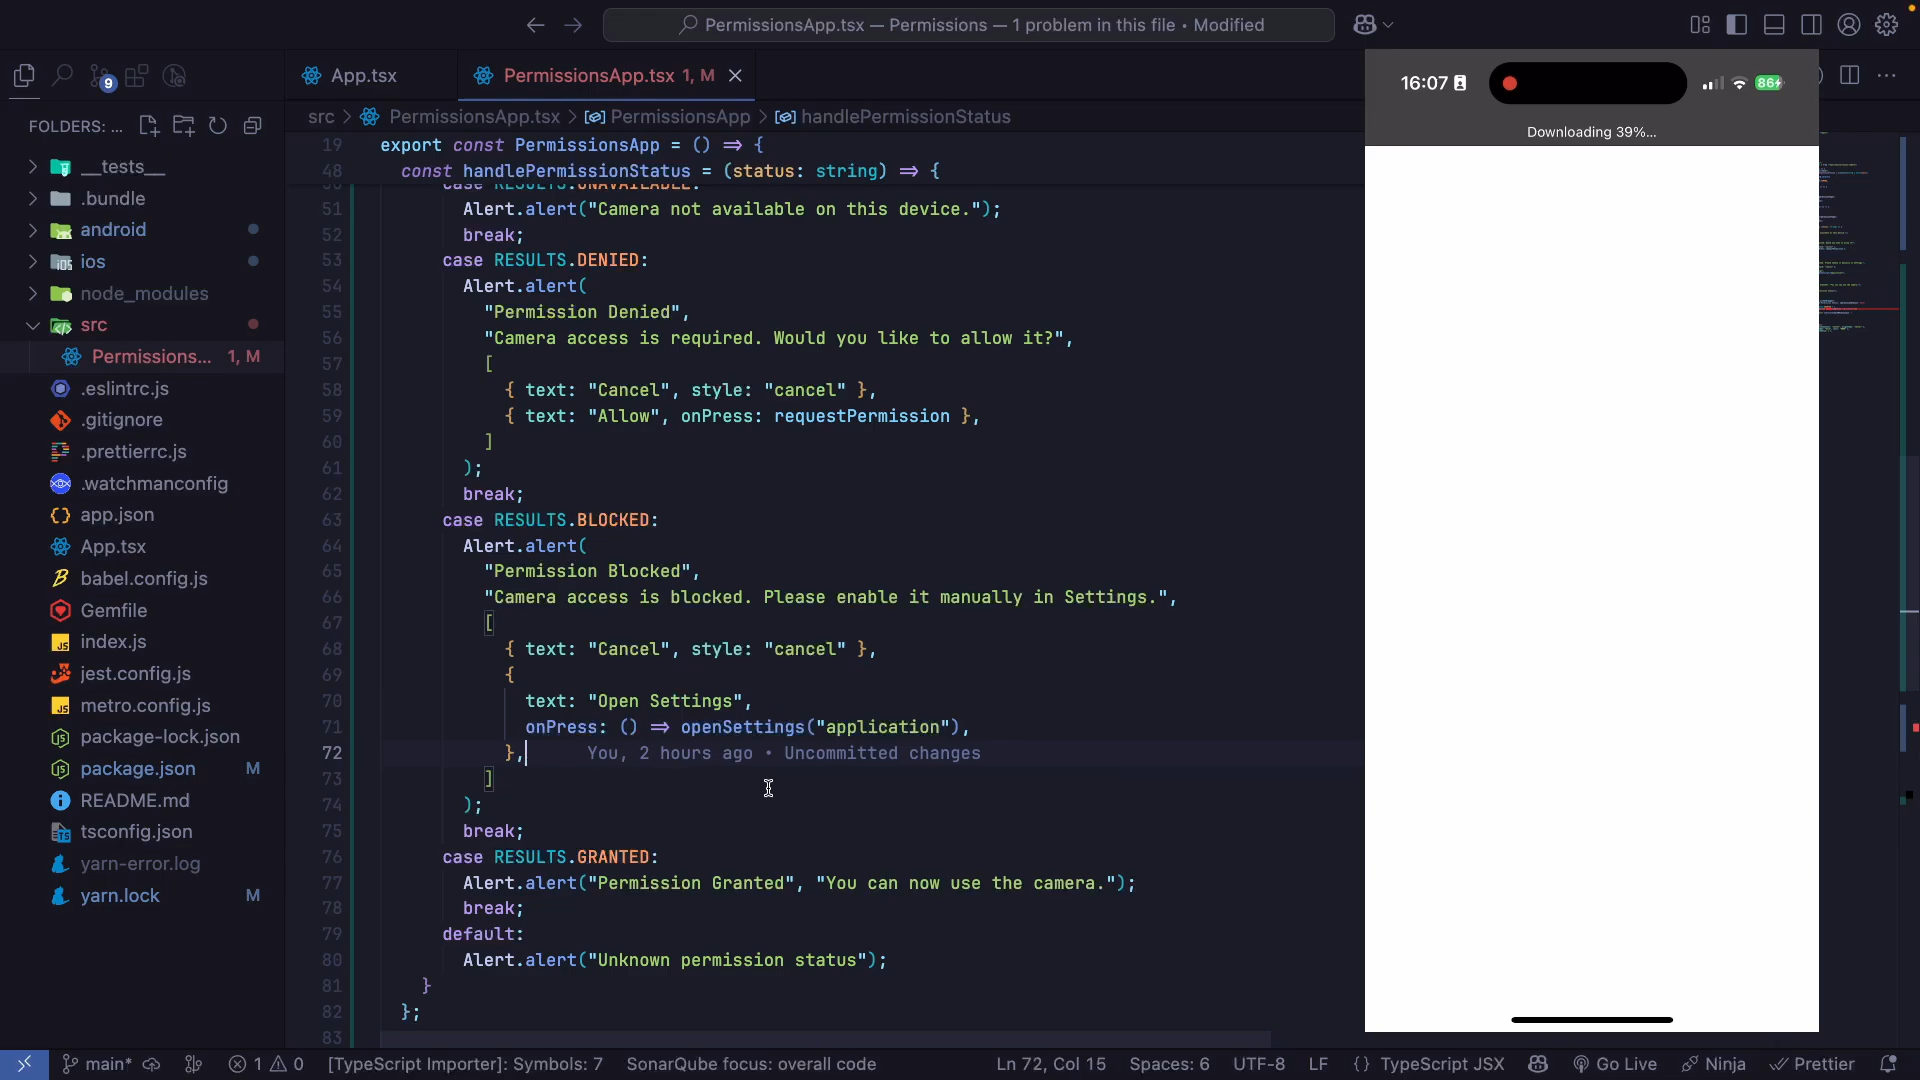 PermissionsApp.tsx — Permissions — 1 problem in this file • Modified
9
App.tsx
PermissionsApp.tsx 1, M
FOLDERS: ...
src > PermissionsApp.tsx > PermissionsApp > handlePermissionStatus
__tests__
.bundle
android
ios
node_modules
src
Permissions... 1, M
.eslintrc.js
.gitignore
.prettierrc.js
.watchmanconfig
app.json
App.tsx
babel.config.js
Gemfile
index.js
jest.config.js
metro.config.js
package-lock.json
package.json M
README.md
tsconfig.json
yarn-error.log
yarn.lock M
19 export const PermissionsApp = () => {
48 const handlePermissionStatus = (status: string) => {
50 case RESULTS.UNAVAILABLE:
51 Alert.alert("Camera not available on this device.");
52 break;
53 case RESULTS.DENIED:
54 Alert.alert(
55 "Permission Denied",
56 "Camera access is required. Would you like to allow it?",
57 [
58 { text: "Cancel", style: "cancel" },
59 { text: "Allow", onPress: requestPermission },
60 ]
61 );
62 break;
63 case RESULTS.BLOCKED:
64 Alert.alert(
65 "Permission Blocked",
66 "Camera access is blocked. Please enable it manually in Settings.",
67 [
68 { text: "Cancel", style: "cancel" },
69 {
70 text: "Open Settings",
71 onPress: () => openSettings("application"),
72 }, You, 2 hours ago • Uncommitted changes
73 ]
74 );
75 break;
76 case RESULTS.GRANTED:
77 Alert.alert("Permission Granted", "You can now use the camera.");
78 break;
79 default:
80 Alert.alert("Unknown permission status");
81 }
82 };
83
16:07
86
Downloading 39%...
main* 1 0 [TypeScript Importer]: Symbols: 7 SonarQube focus: overall code Ln 72, Col 15 Spaces: 6 UTF-8 LF {} TypeScript JSX Go Live Ninja Prettier